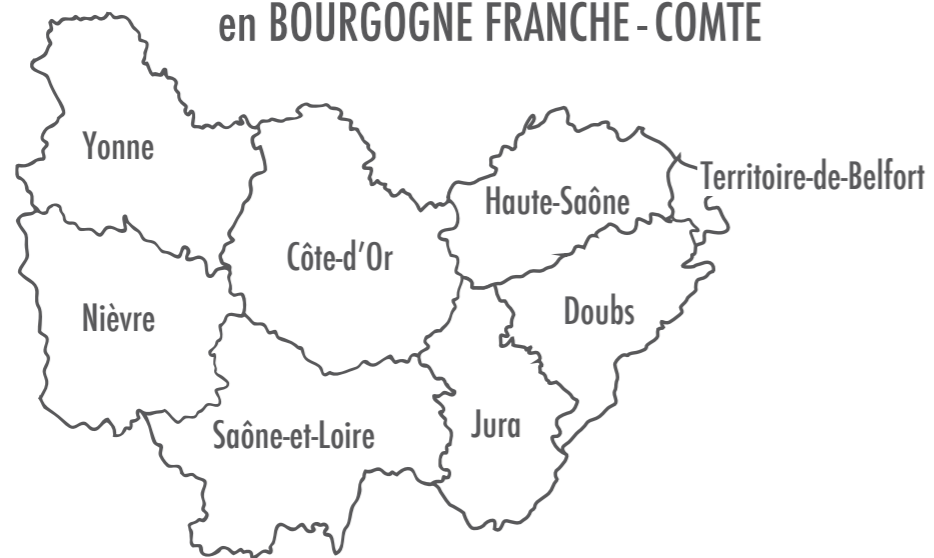 en BOURGOGNE FRANCHE - COMTE
Yonne
Territoire-de-Belfort
Haute-Saône
Côte-d'Or
Nièvre
Doubs
Saône-et-Loire
Jura